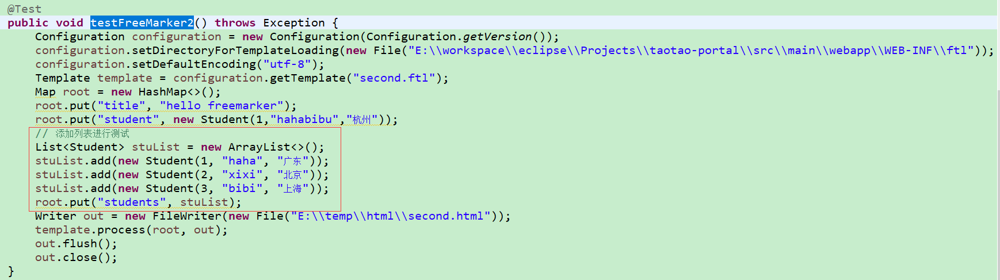 @Test
public void testFreeMarker2() throws Exception {
    Configuration configuration = new Configuration(Configuration.getVersion());
    configuration.setDirectoryForTemplateLoading(new File("E:\\workspace\\eclipse\\Projects\\taotao-portal\\src\\main\\webapp\\WEB-INF\\ftl"));
    configuration.setDefaultEncoding("utf-8");
    Template template = configuration.getTemplate("second.ftl");
    Map root = new HashMap<>();
    root.put("title", "hello freemarker");
    root.put("student", new Student(1,"hahabibu","杭州"));
    // 添加列表进行测试
    List<Student> stuList = new ArrayList<>();
    stuList.add(new Student(1, "haha", "广东"));
    stuList.add(new Student(2, "xixi", "北京"));
    stuList.add(new Student(3, "bibi", "上海"));
    root.put("students", stuList);
    Writer out = new FileWriter(new File("E:\\temp\\html\\second.html"));
    template.process(root, out);
    out.flush();
    out.close();
}